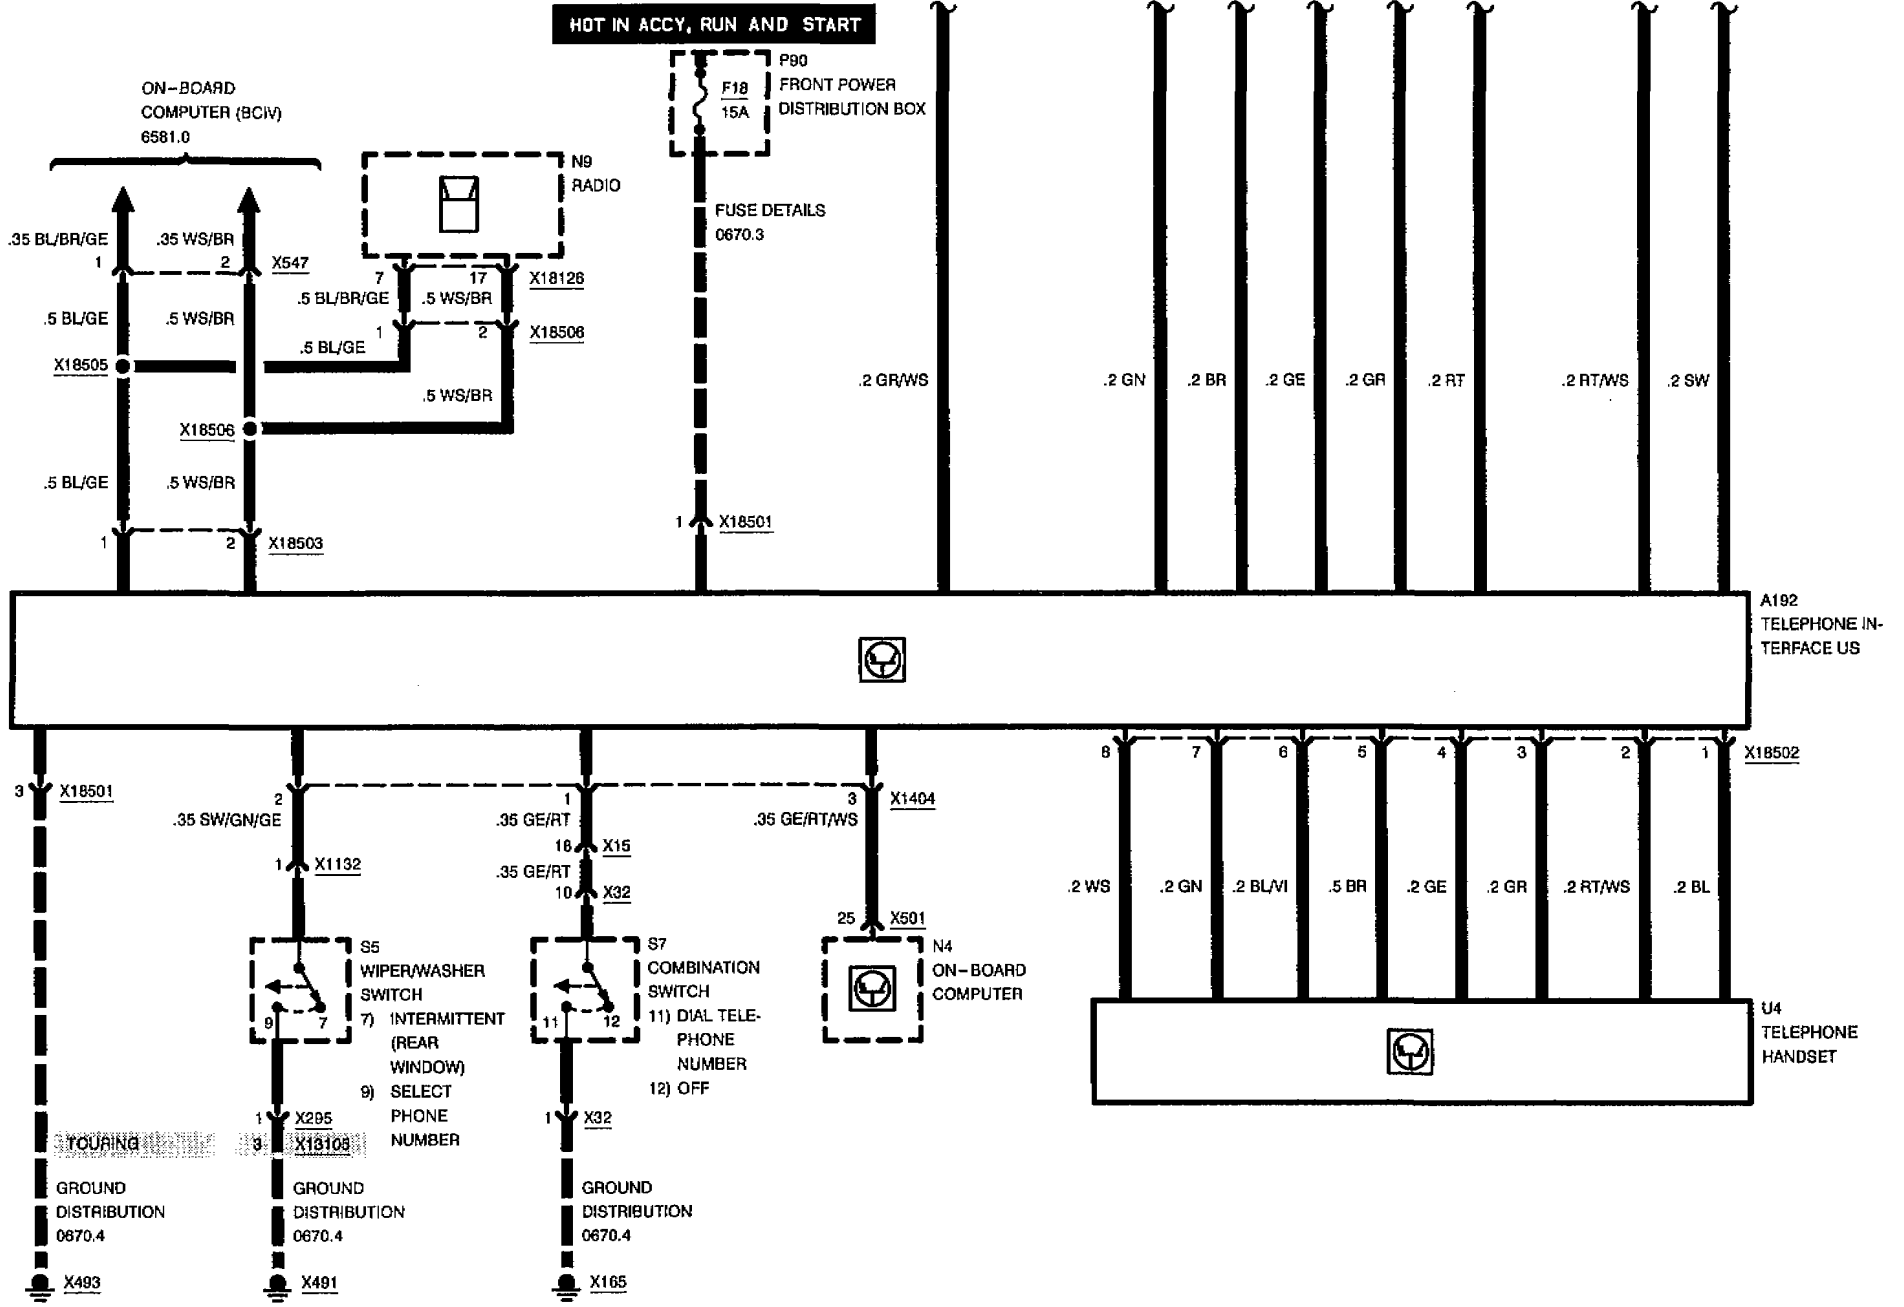 HOT IN ACCY, RUN AND START
P90
FRONT POWER
DISTRIBUTION BOX
F18
15A
ON-BOARD
COMPUTER (BCIV)
6581.0
N9
RADIO
FUSE DETAILS
0670.3
.35 BL/BR/GE
.35 WS/BR
1
2
X547
7
17
X18126
.5 BL/BR/GE
.5 WS/BR
.5 BL/GE
.5 WS/BR
1
2
X18506
.5 BL/GE
X18505
.5 WS/BR
X18506
.2 GR/WS
.2 GN
.2 BR
.2 GE
.2 GR
.2 RT
.2 RT/WS
.2 SW
.5 BL/GE
.5 WS/BR
1
2
X18503
1
X18501
A192
TELEPHONE IN-
TERFACE US
8
7
6
5
4
3
2
1
X18502
3
X18501
2
1
3
X1404
.35 SW/GN/GE
.35 GE/RT
.35 GE/RT/WS
18
X15
1
X1132
.35 GE/RT
10
X32
.2 WS
.2 GN
.2 BL/VI
.5 BR
.2 GE
.2 GR
.2 RT/WS
.2 BL
25
X501
S5
WIPER/WASHER
SWITCH
7) INTERMITTENT
(REAR
WINDOW)
9) SELECT
PHONE
NUMBER
9
7
S7
COMBINATION
SWITCH
11) DIAL TELE-
PHONE
NUMBER
12) OFF
11
12
N4
ON-BOARD
COMPUTER
U4
TELEPHONE
HANDSET
1
X295
1
X32
TOURING
3
X13108
GROUND
DISTRIBUTION
0670.4
GROUND
DISTRIBUTION
0670.4
GROUND
DISTRIBUTION
0670.4
X493
X491
X165